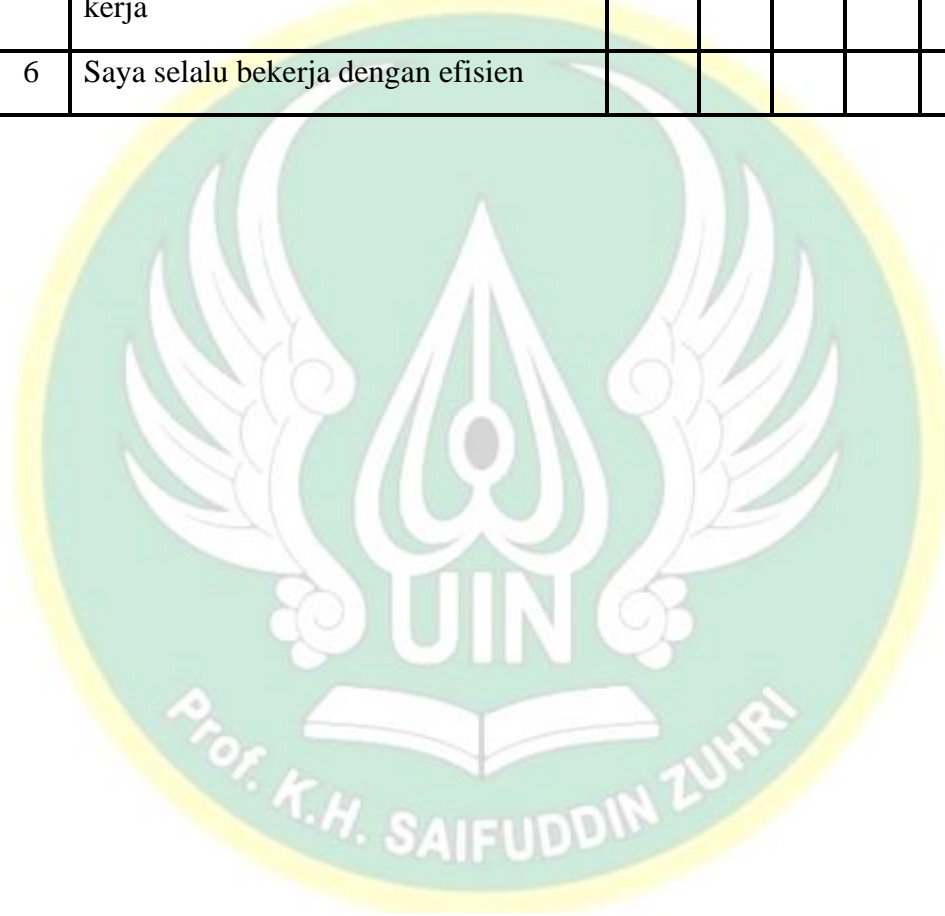 kerja
6 Saya selalu bekerja dengan efisien
UIN
Prof. K.H. SAIFUDDIN ZUHRI